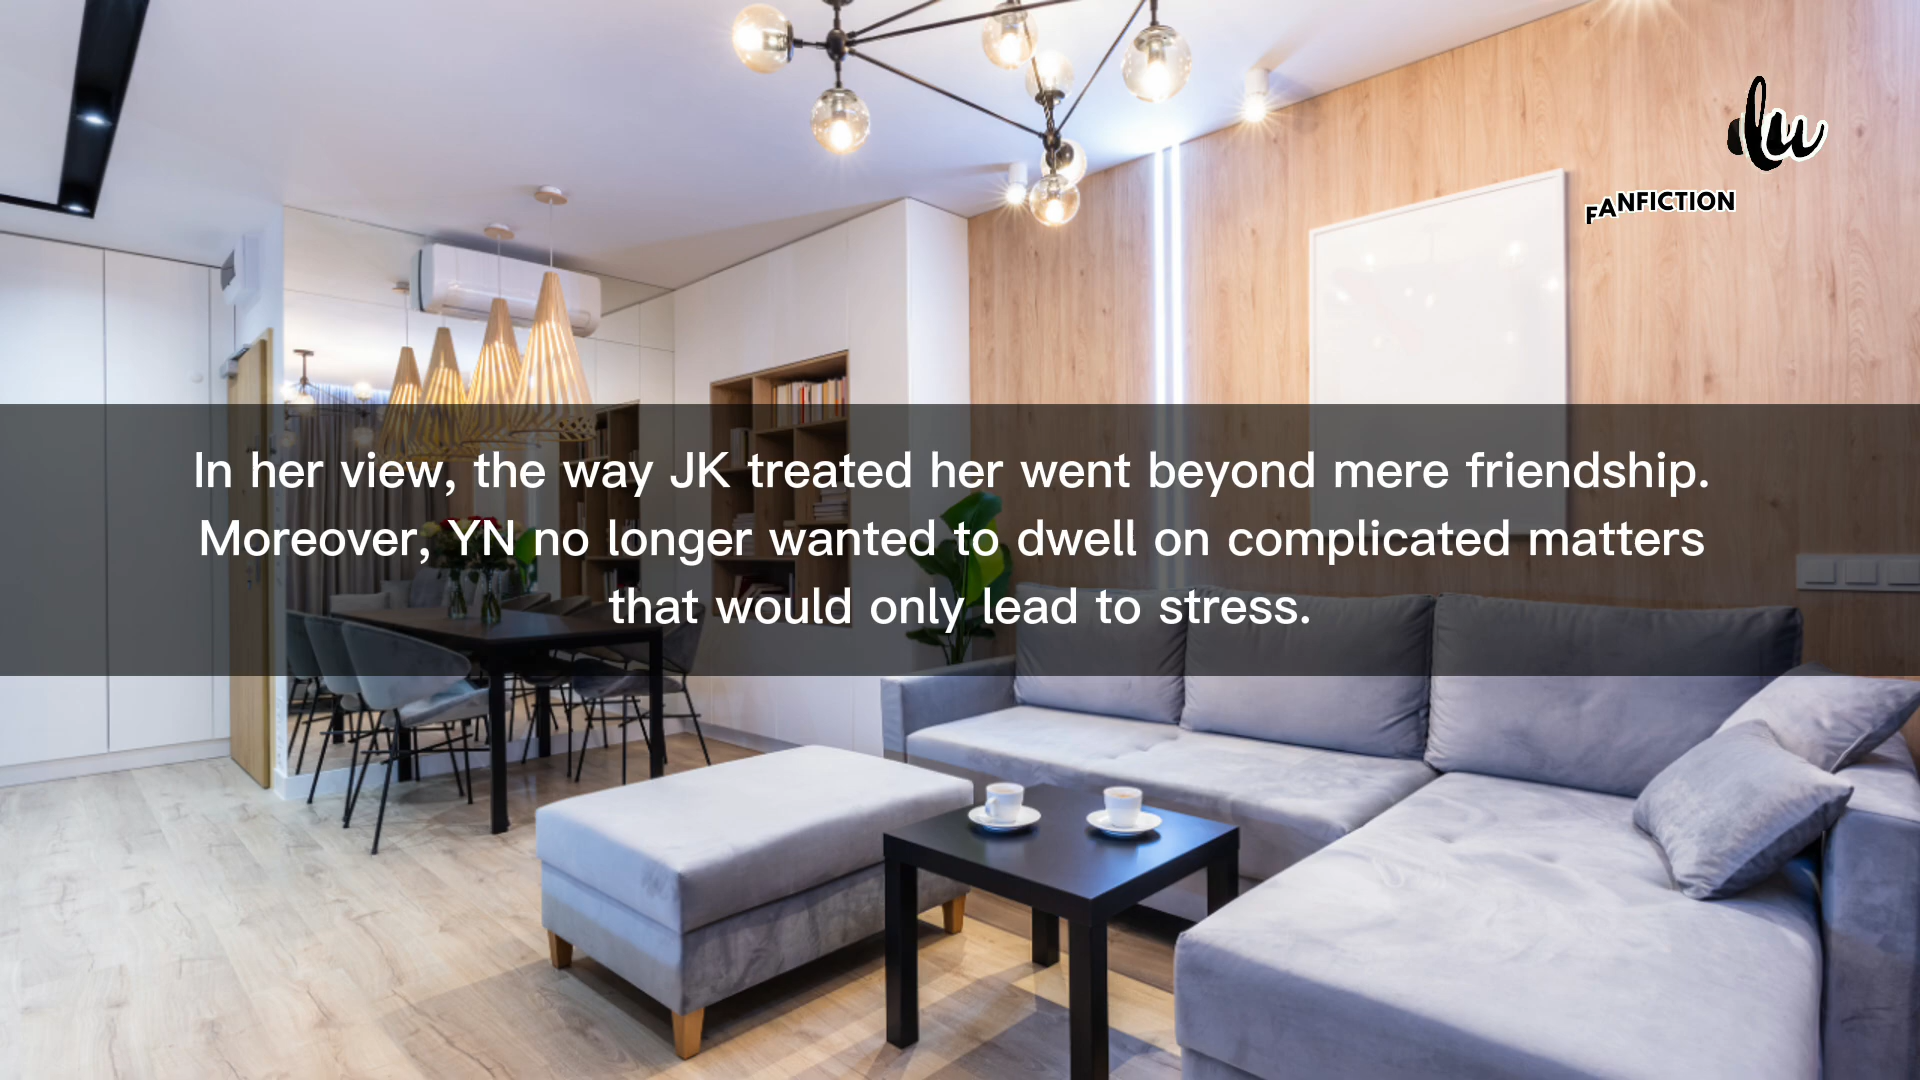 lu
FANFICTION
In her view, the way JK treated her went beyond mere friendship.
Moreover, YN no longer wanted to dwell on complicated matters
that would only lead to stress.